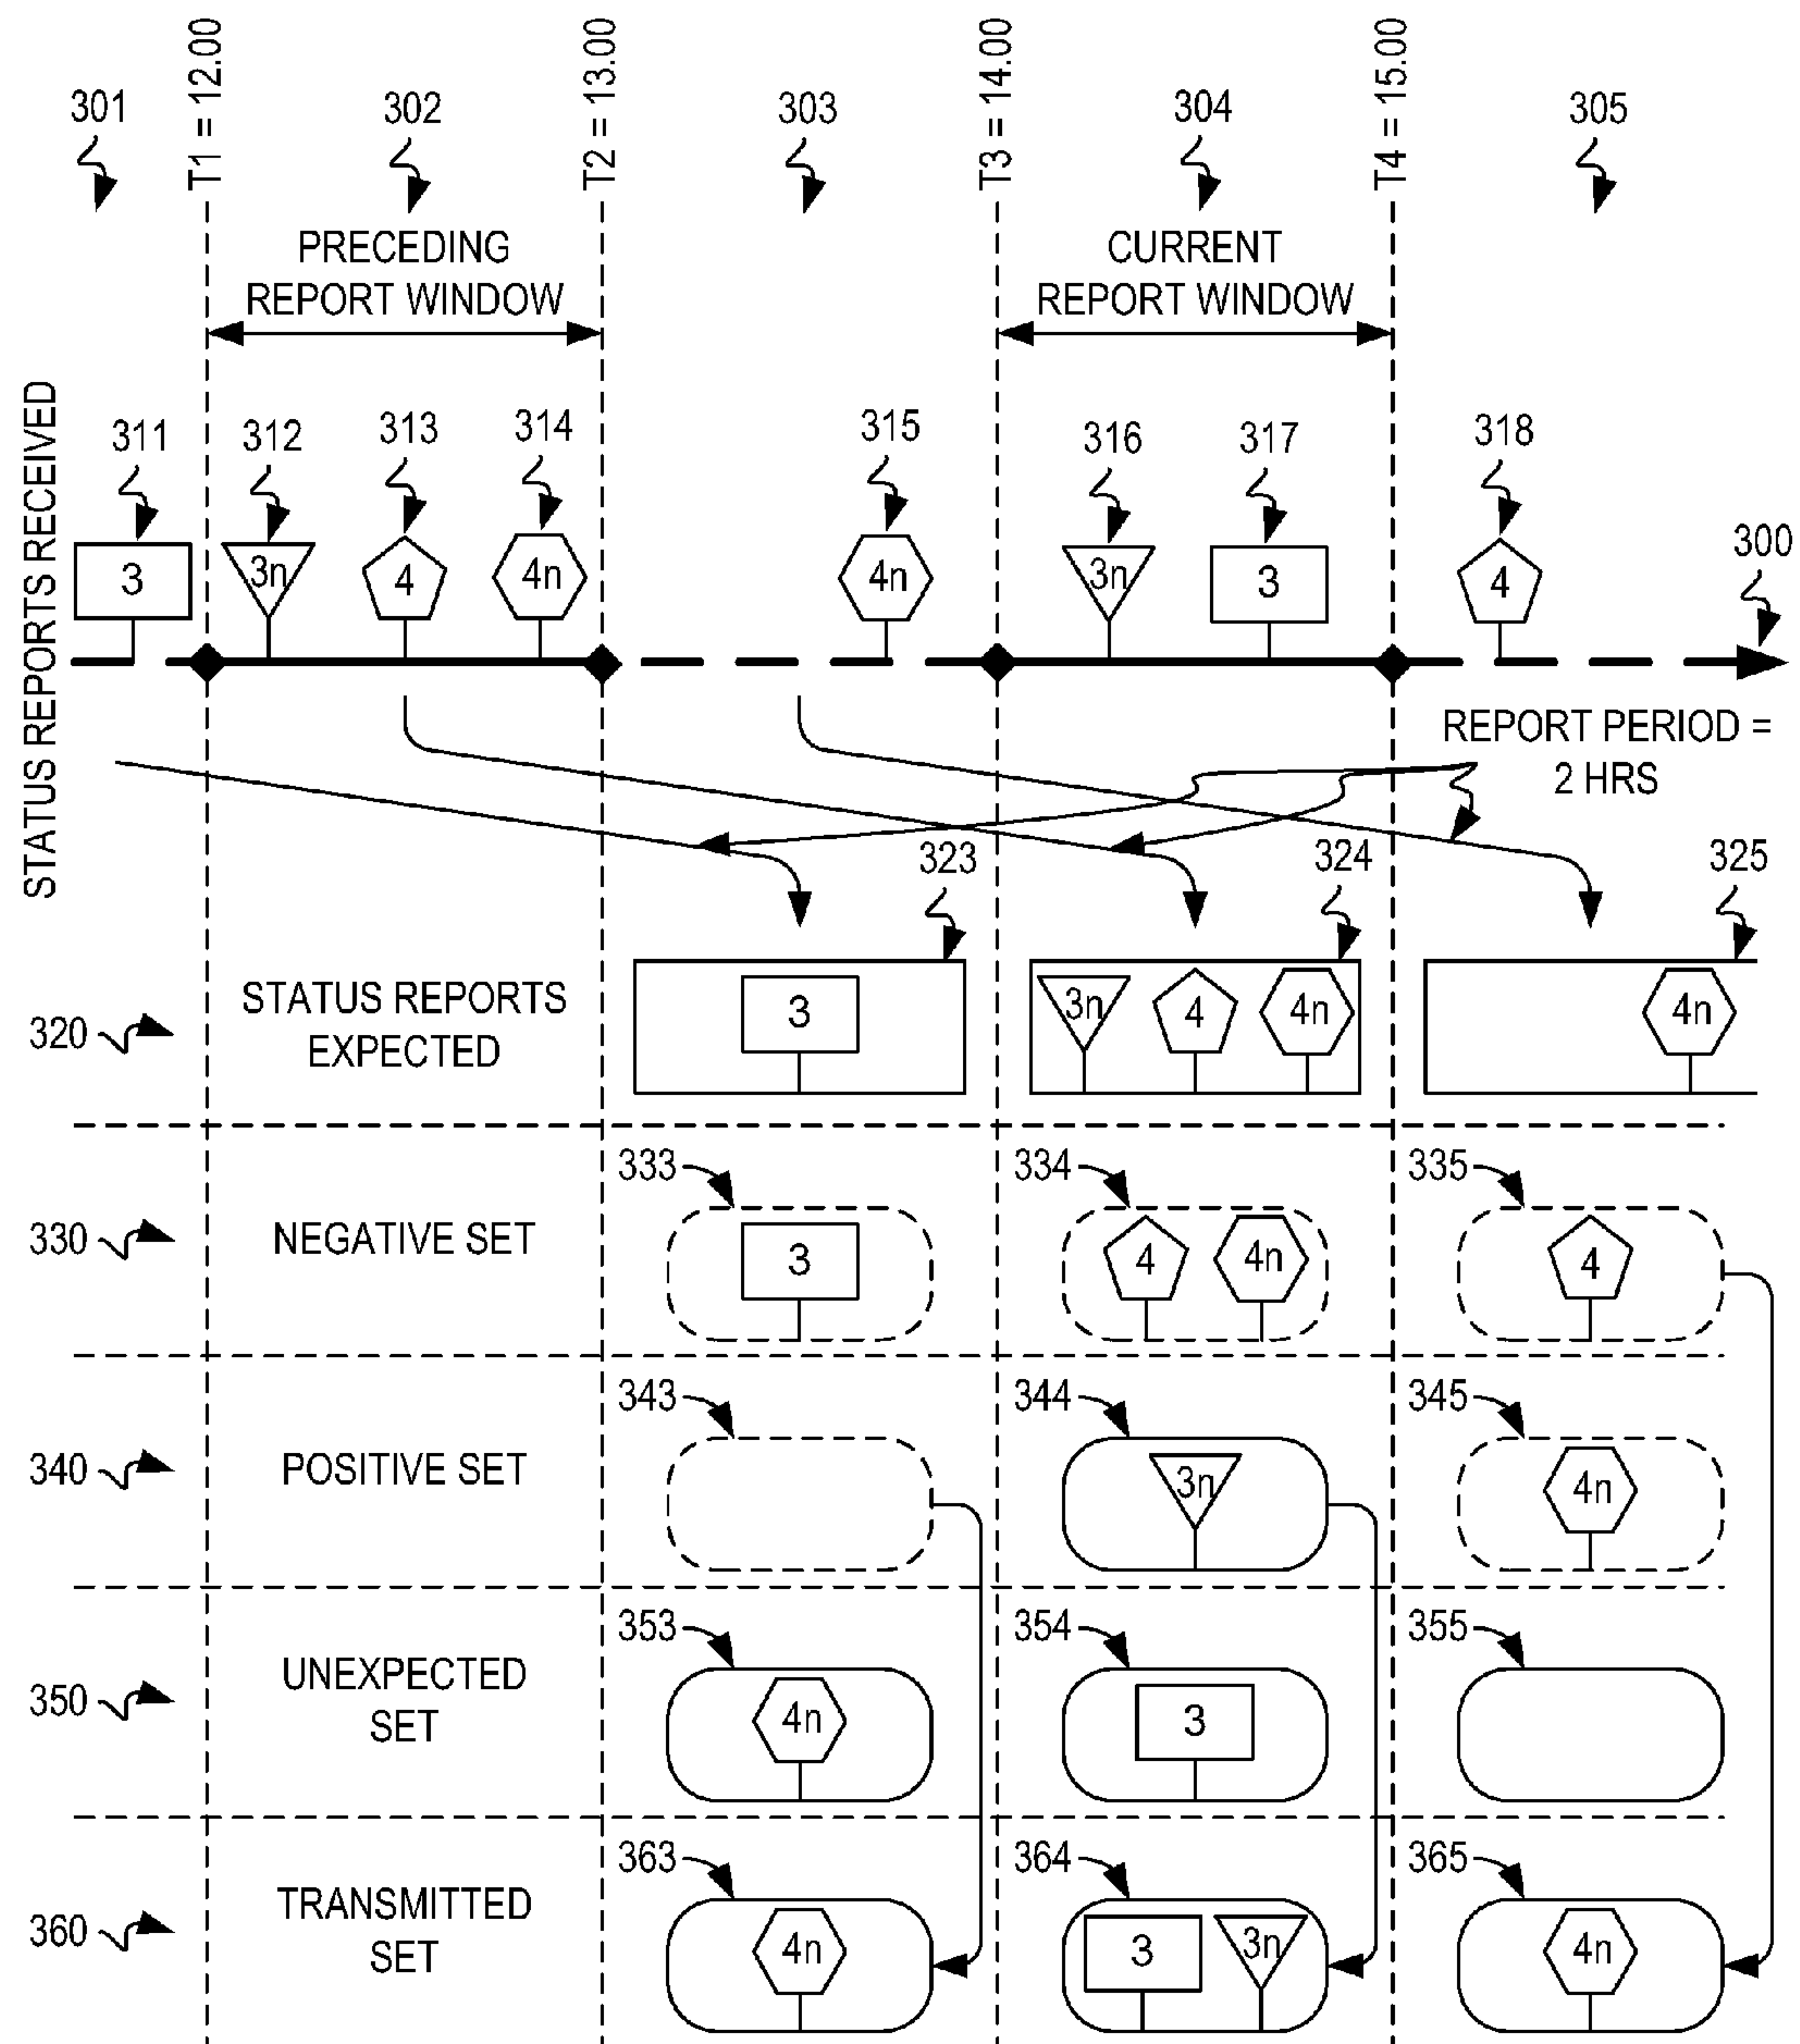 T1 = 12.00
T2 = 13.00
T3 = 14.00
T4 = 15.00
301
302
303
304
305
PRECEDING
REPORT WINDOW
CURRENT
REPORT WINDOW
STATUS REPORTS RECEIVED
311
312
313
314
315
316
317
318
300
3
3n
4
4n
4n
3n
3
4
REPORT PERIOD =
2 HRS
323
324
325
320
STATUS REPORTS
EXPECTED
3
3n
4
4n
4n
333
334
335
330
NEGATIVE SET
3
4
4n
4
343
344
345
340
POSITIVE SET
3n
4n
353
354
355
350
UNEXPECTED
SET
4n
3
363
364
365
360
TRANSMITTED
SET
4n
3
3n
4n